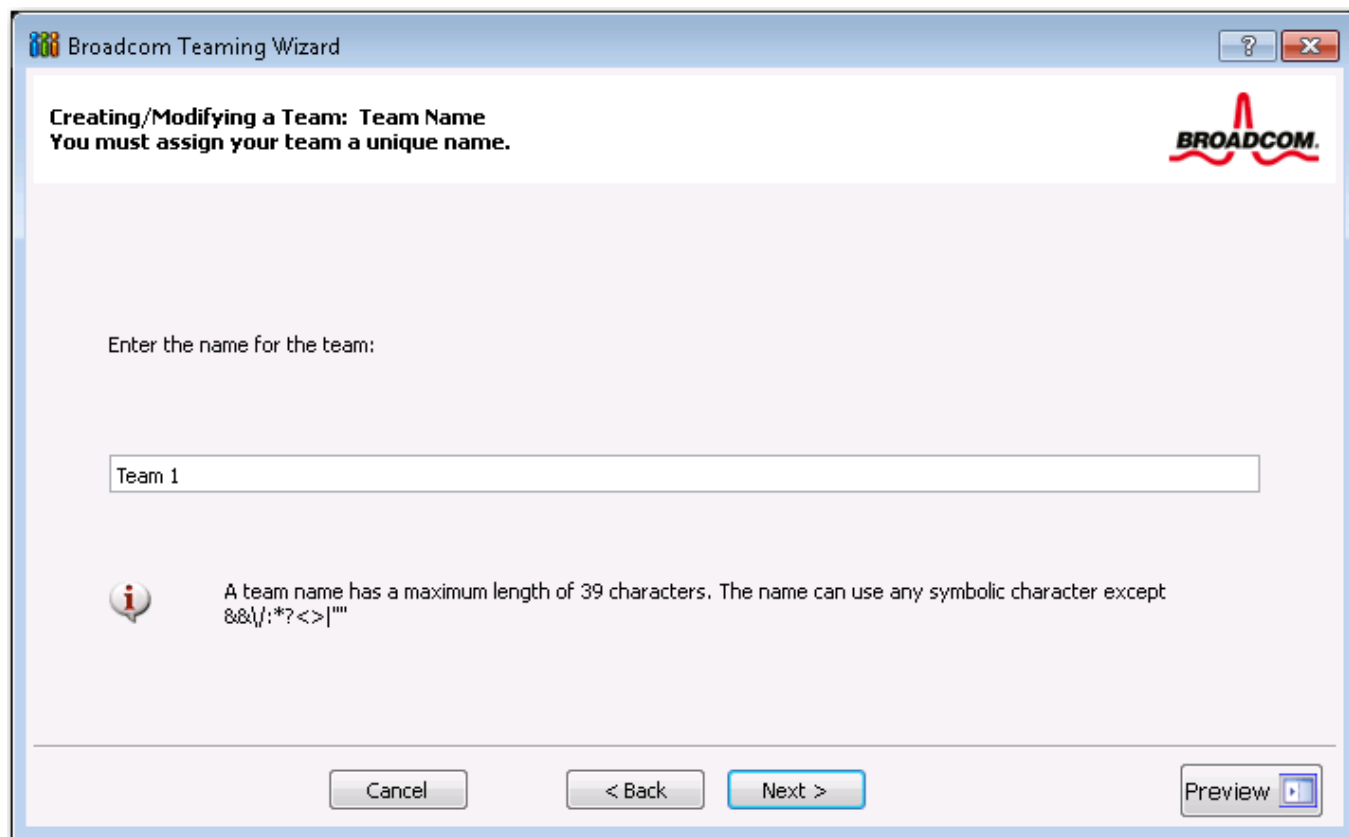 Broadcom Teaming Wizard
?
Creating/Modifying a Team:  Team Name
You must assign your team a unique name.
BROADCOM.
Enter the name for the team:
Team 1
A team name has a maximum length of 39 characters. The name can use any symbolic character except
&&\/:*?<>|""
Cancel
< Back
Next >
Preview